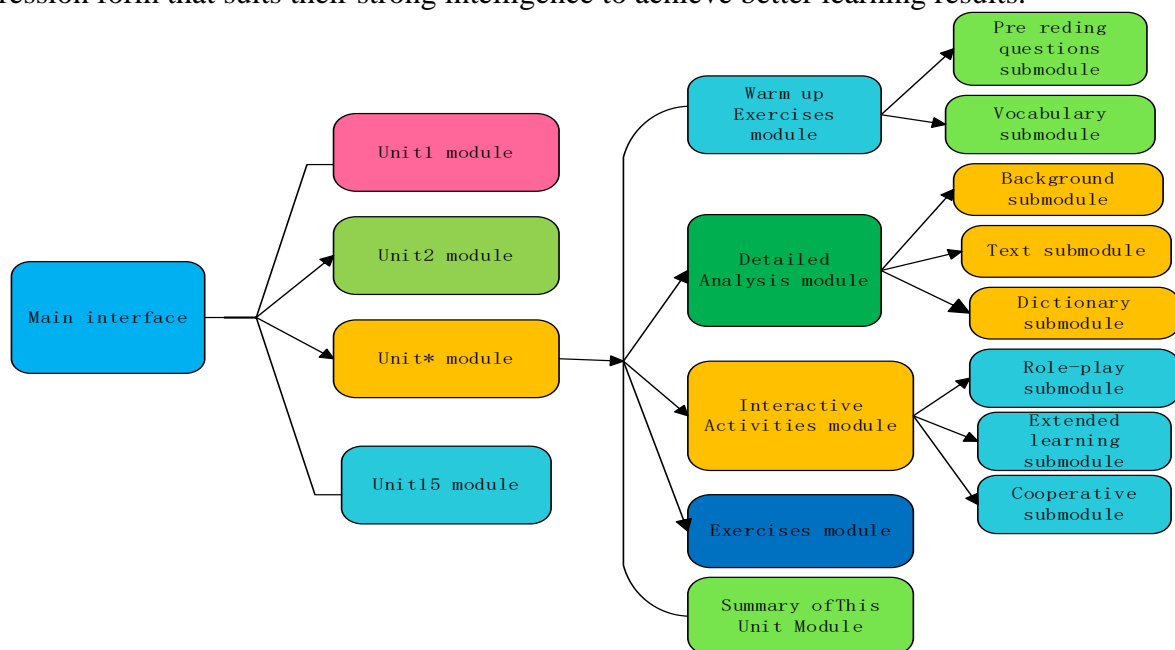 ression form that suits their strong intelligence to achieve better learning results.
Main interface
Unit1 module
Unit2 module
Unit* module
Unit15 module
Warm up
Exercises
module
Detailed
Analysis module
Interactive
Activities module
Exercises module
Summary ofThis
Unit Module
Pre reding
questions
submodule
Vocabulary
submodule
Background
submodule
Text submodule
Dictionary
submodule
Role-play
submodule
Extended
learning
submodule
Cooperative
submodule